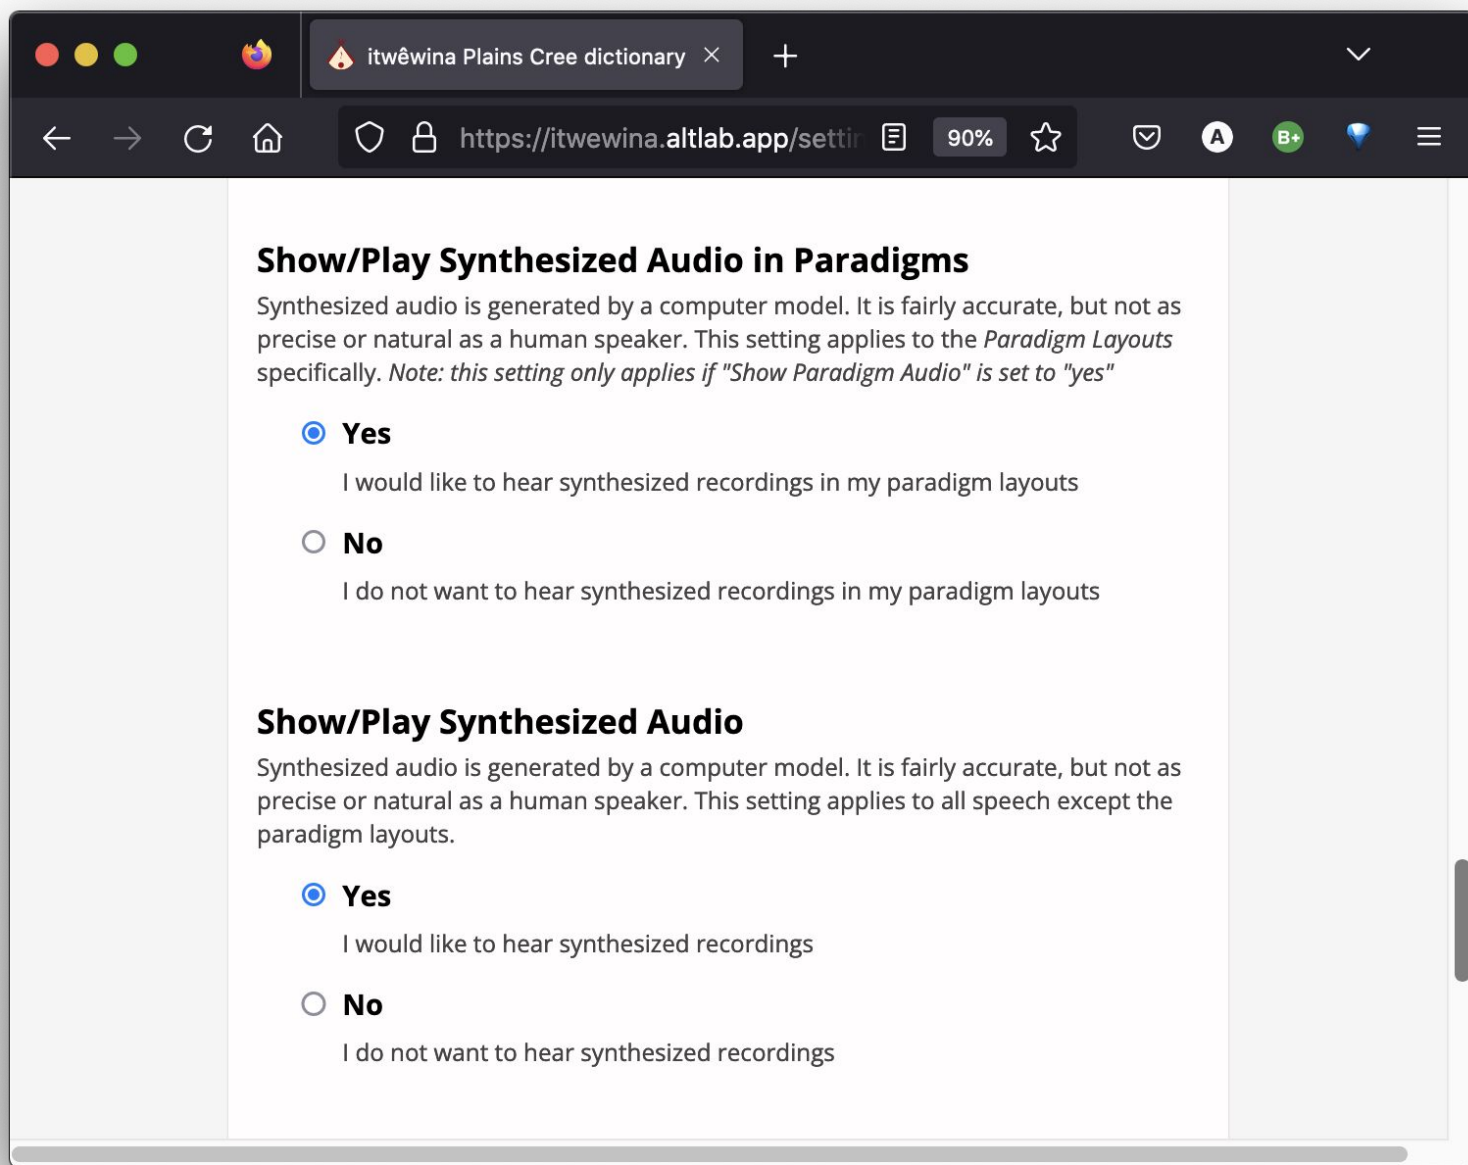 itwêwina Plains Cree dictionary
https://itwewina.altlab.app/settin
90%
A
B+
Show/Play Synthesized Audio in Paradigms
Synthesized audio is generated by a computer model. It is fairly accurate, but not as
precise or natural as a human speaker. This setting applies to the Paradigm Layouts
specifically. Note: this setting only applies if "Show Paradigm Audio" is set to "yes"
Yes
I would like to hear synthesized recordings in my paradigm layouts
No
I do not want to hear synthesized recordings in my paradigm layouts
Show/Play Synthesized Audio
Synthesized audio is generated by a computer model. It is fairly accurate, but not as
precise or natural as a human speaker. This setting applies to all speech except the
paradigm layouts.
Yes
I would like to hear synthesized recordings
No
I do not want to hear synthesized recordings